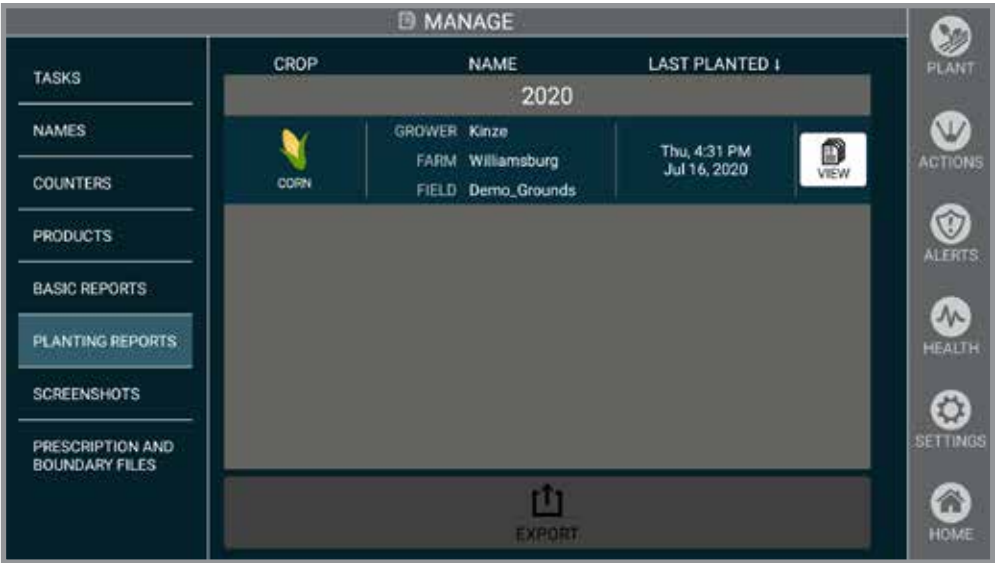 MANAGE
TASKS
NAMES
COUNTERS
PRODUCTS
BASIC REPORTS
PLANTING REPORTS
SCREENSHOTS
PRESCRIPTION AND
BOUNDARY FILES
CROP NAME LAST PLANTED ↓
2020
CORN
GROWER Kinze
FARM Williamsburg
FIELD Demo_Grounds
Thu, 4:31 PM
Jul 16, 2020
VIEW
EXPORT
PLANT
ACTIONS
ALERTS
HEALTH
SETTINGS
HOME